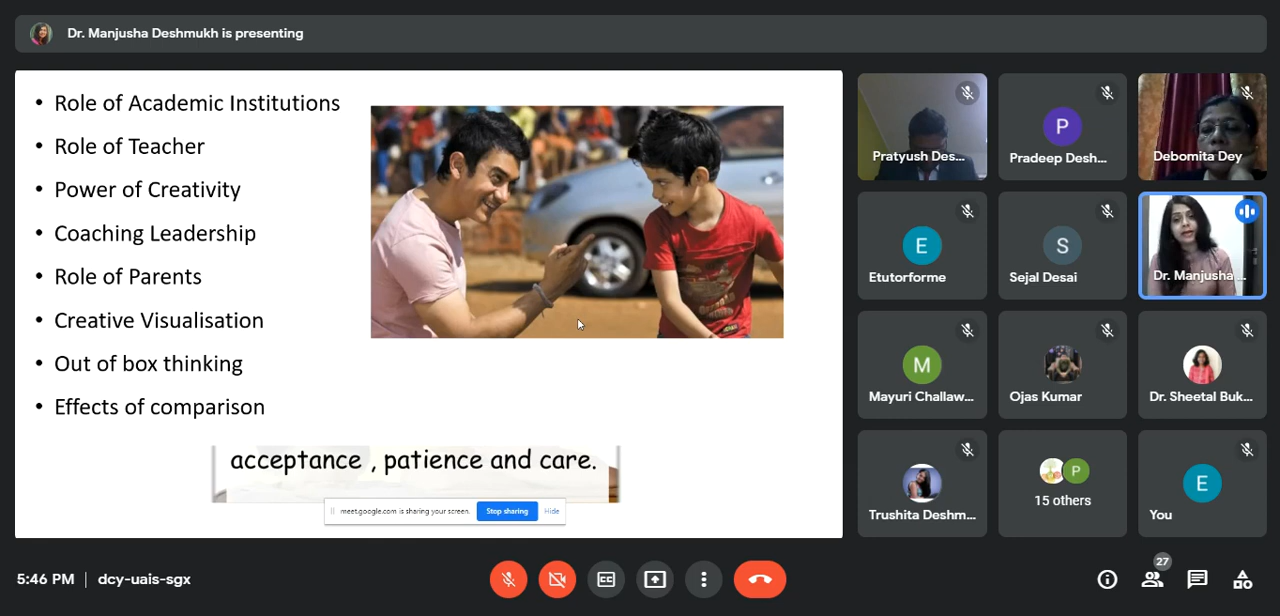 Dr. Manjusha Deshmukh is presenting
• Role of Academic Institutions
• Role of Teacher
• Power of Creativity
• Coaching Leadership
• Role of Parents
• Creative Visualisation
• Out of box thinking
• Effects of comparison
acceptance , patience and care.
meet.google.com is sharing your screen.
Stop sharing
Hide
Pratyush Des...
P
Pradeep Desh...
Debomita Dey
E
Etutorforme
S
Sejal Desai
Dr. Manjusha ...
M
Mayuri Challaw...
Ojas Kumar
Dr. Sheetal Buk...
Trushita Deshm...
P
15 others
E
You
5:46 PM | dcy-uais-sgx
CC
27